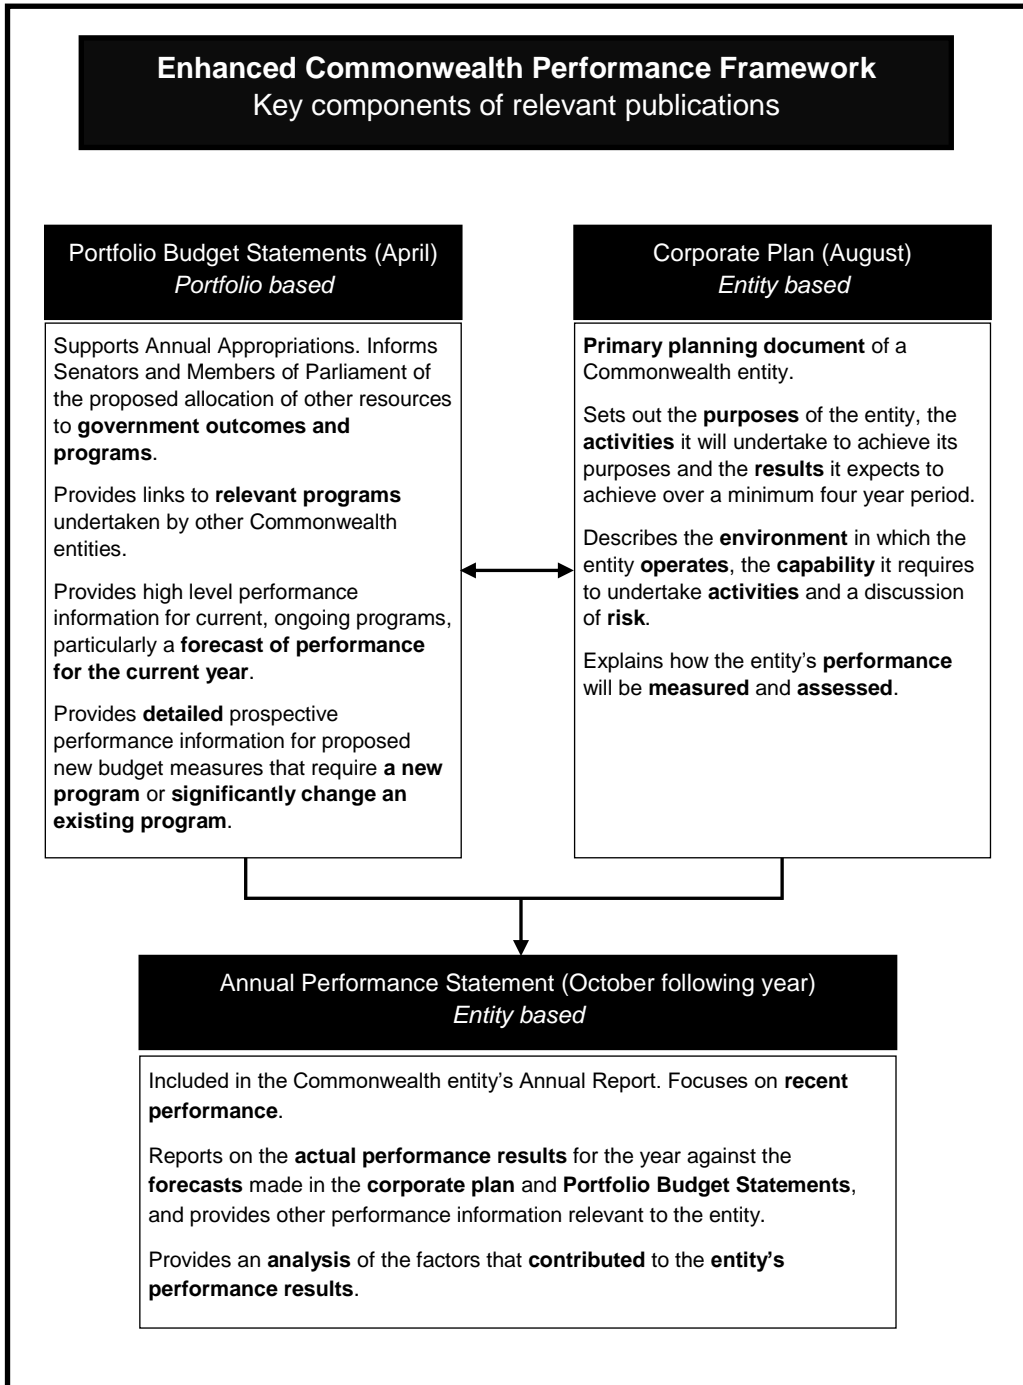 Enhanced Commonwealth Performance Framework
Key components of relevant publications
Portfolio Budget Statements (April)
Portfolio based
Supports Annual Appropriations. Informs
Senators and Members of Parliament of
the proposed allocation of other resources
to government outcomes and
programs.
Provides links to relevant programs
undertaken by other Commonwealth
entities.
Provides high level performance
information for current, ongoing programs,
particularly a forecast of performance
for the current year.
Provides detailed prospective
performance information for proposed
new budget measures that require a new
program or significantly change an
existing program.
Corporate Plan (August)
Entity based
Primary planning document of a
Commonwealth entity.
Sets out the purposes of the entity, the
activities it will undertake to achieve its
purposes and the results it expects to
achieve over a minimum four year period.
Describes the environment in which the
entity operates, the capability it requires
to undertake activities and a discussion
of risk.
Explains how the entity’s performance
will be measured and assessed.
Annual Performance Statement (October following year)
Entity based
Included in the Commonwealth entity’s Annual Report. Focuses on recent
performance.
Reports on the actual performance results for the year against the
forecasts made in the corporate plan and Portfolio Budget Statements,
and provides other performance information relevant to the entity.
Provides an analysis of the factors that contributed to the entity’s
performance results.